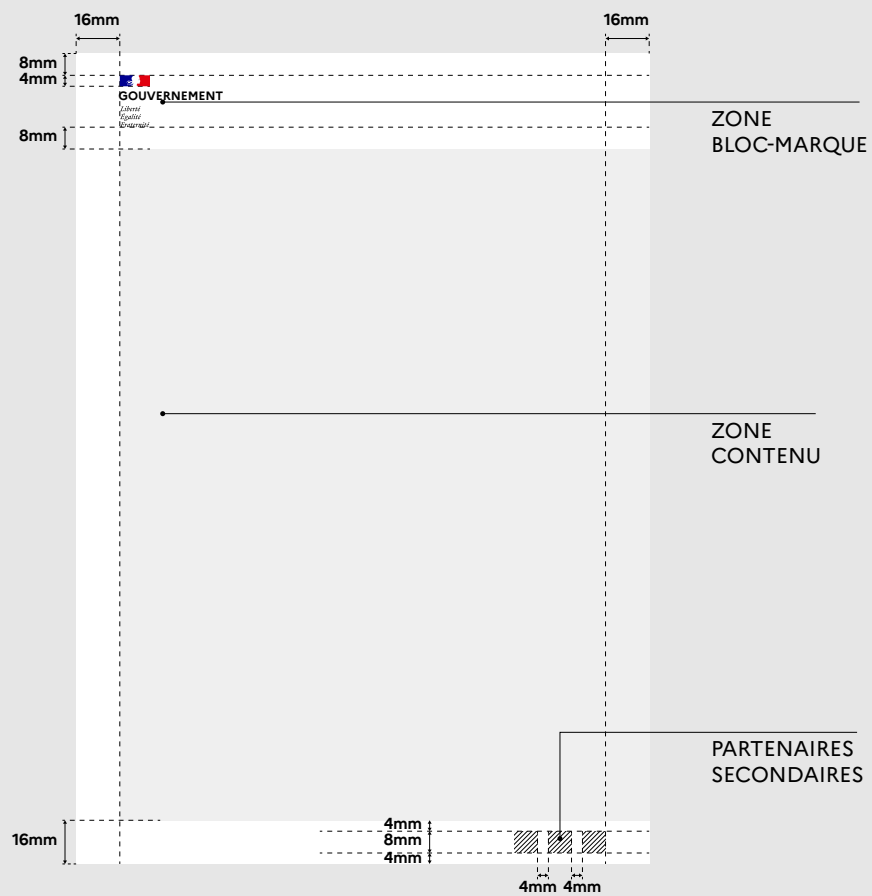 16mm
16mm
8mm
4mm
GOUVERNEMENT
Liberté
Égalité
Fraternité
8mm
ZONE
BLOC-MARQUE
ZONE
CONTENU
PARTENAIRES
SECONDAIRES
16mm
4mm
8mm
4mm
4mm 4mm